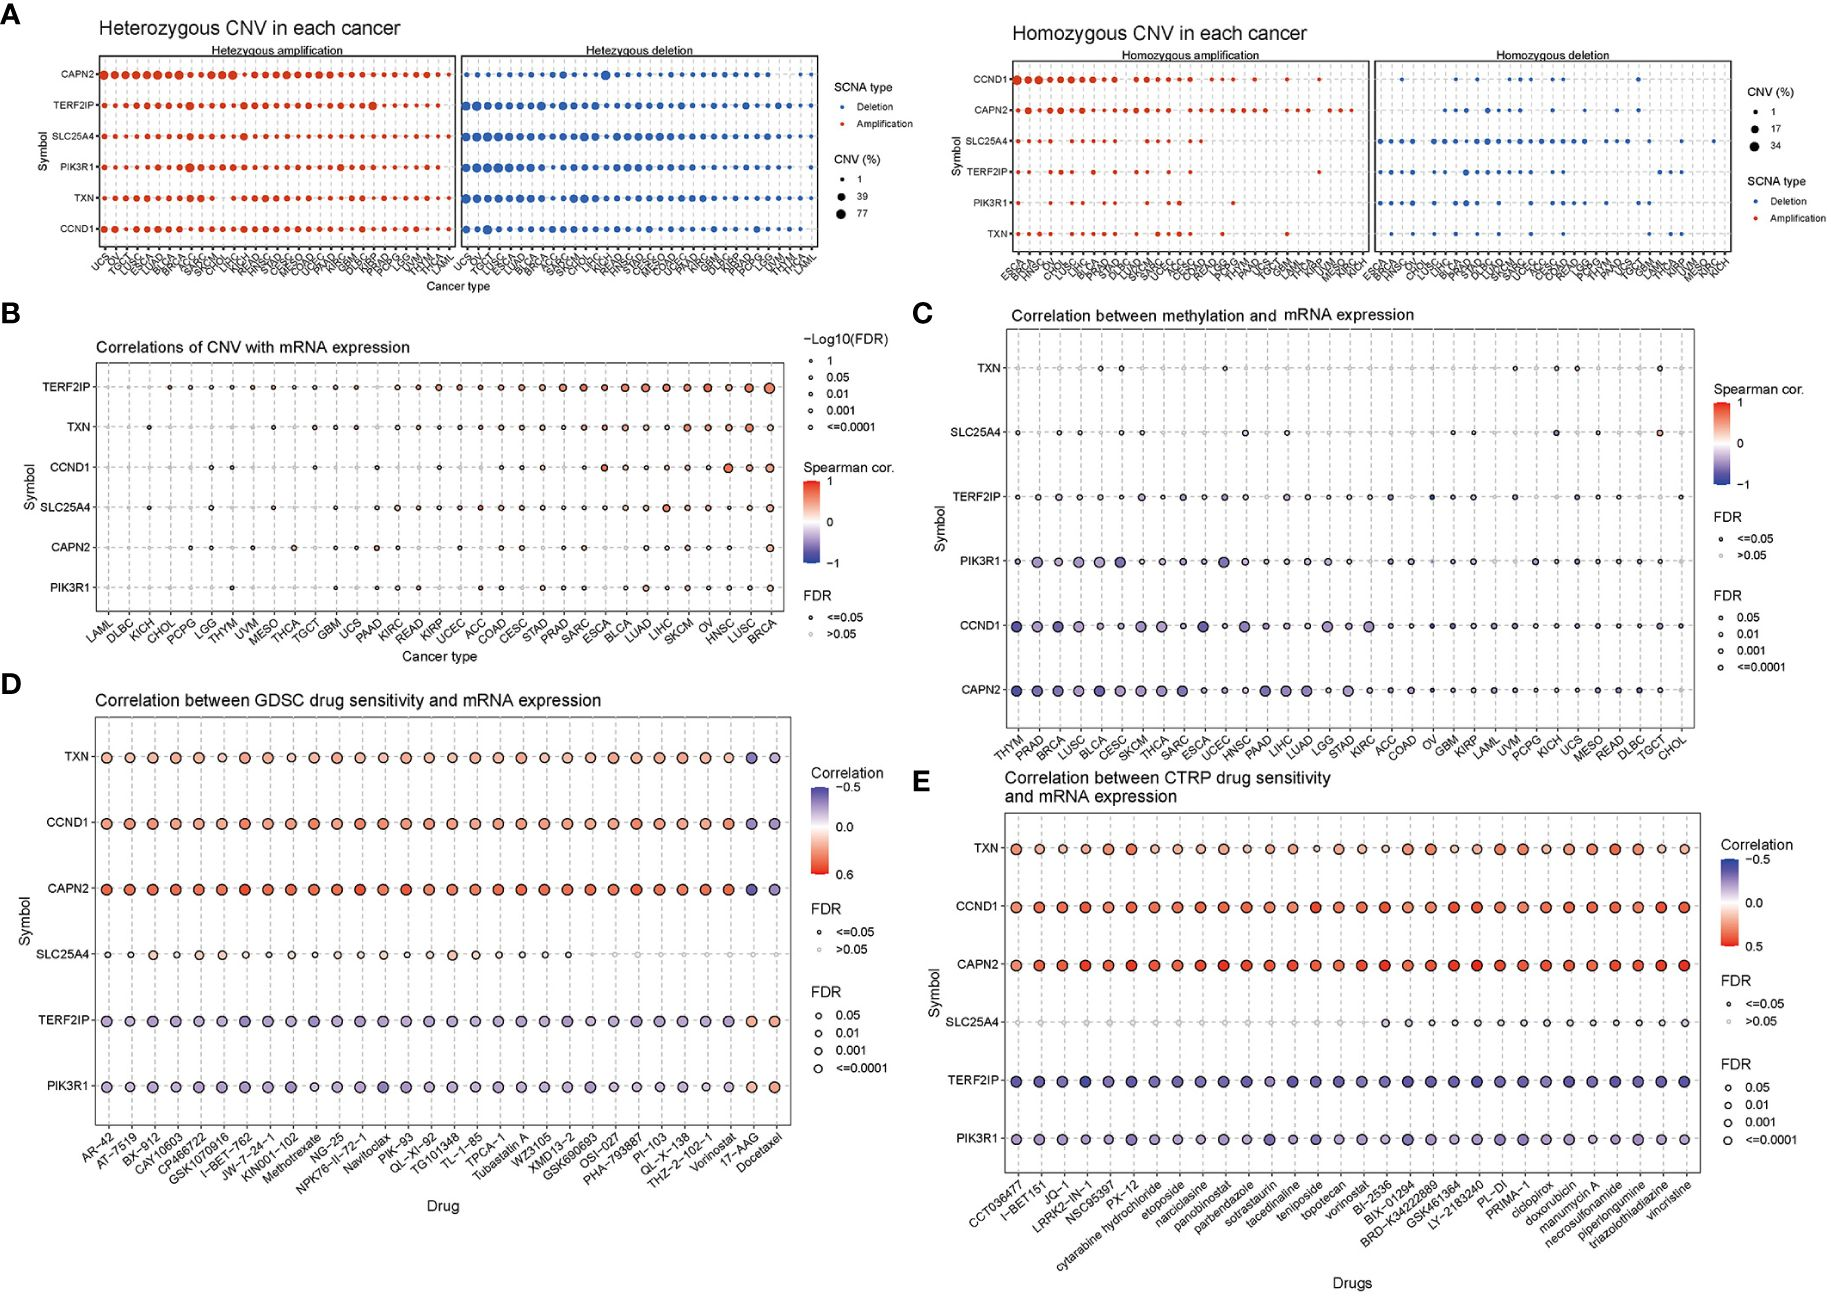 A
Heterozygous CNV in each cancer
Hetezygous amplification
Hetezygous deletion
CAPN2
TERF2IP
SLC25A4
PIK3R1
TXN
CCND1
Symbol
Cancer type
SCNA type
Deletion
Amplification
CNV (%)
1
39
77
Homozygous CNV in each cancer
Homozygous amplification
Homozygous deletion
CCND1
CAPN2
SLC25A4
TERF2IP
PIK3R1
TXN
Symbol
CNV (%)
1
17
34
SCNA type
Deletion
Amplification
B
Correlations of CNV with mRNA expression
TERF2IP
TXN
CCND1
SLC25A4
CAPN2
PIK3R1
Symbol
LAML
DLBC
KICH
CHOL
PCPG
LGG
THYM
UVM
MESO
THCA
TGCT
GBM
UCS
PAAD
KIRC
READ
KIRP
UCEC
ACC
COAD
CESC
STAD
PRAD
SARC
ESCA
BLCA
LUAD
LIHC
SKCM
OV
HNSC
LUSC
BRCA
Cancer type
−Log10(FDR)
1
0.05
0.01
0.001
<=0.0001
Spearman cor.
1
0
−1
FDR
<=0.05
>0.05
C
Correlation between methylation and mRNA expression
TXN
SLC25A4
TERF2IP
PIK3R1
CCND1
CAPN2
Symbol
THYM
PRAD
BRCA
LUSC
BLCA
CESC
SKCM
THCA
SARC
ESCA
UCEC
HNSC
PAAD
LIHC
LUAD
LGG
STAD
KIRC
ACC
COAD
OV
GBM
KIRP
LAML
UVM
PCPG
KICH
UCS
MESO
READ
DLBC
TGCT
CHOL
Spearman cor.
1
0
−1
FDR
<=0.05
>0.05
FDR
0.05
0.01
0.001
<=0.0001
D
Correlation between GDSC drug sensitivity and mRNA expression
TXN
CCND1
CAPN2
SLC25A4
TERF2IP
PIK3R1
Symbol
AR−42
AT−7519
BX−912
CAY10603
CP466722
GSK1070916
I−BET−762
JW−7−24−1
KIN001−102
Methotrexate
NG−25
NPK76−II−72−1
Navitoclax
PIK−93
QL−XI−92
TG101348
TL−1−85
TPCA−1
Tubastatin A
WZ3105
XMD13−2
GSK690693
OSI−027
PHA−793887
PI−103
QL−X−138
THZ−2−102−1
Vorinostat
17−AAG
Docetaxel
Drug
Correlation
−0.5
0.0
0.6
FDR
<=0.05
>0.05
FDR
0.05
0.01
0.001
<=0.0001
E
Correlation between CTRP drug sensitivity
and mRNA expression
TXN
CCND1
CAPN2
SLC25A4
TERF2IP
PIK3R1
Symbol
CCT036477
I−BET151
JQ−1
LRRK2−IN−1
NSC95397
PX−12
cytarabine hydrochloride
etoposide
narciclasine
panobinostat
parbendazole
sotrastaurin
tacedinaline
teniposide
topotecan
vorinostat
BI−2536
BIX−01294
BRD−K34222889
GSK461364
LY−2183240
PL−DI
PRIMA−1
ciclopirox
doxorubicin
manumycin A
necrosulfonamide
piperlongumine
triazolothiadiazine
vincristine
Drugs
Correlation
−0.5
0.0
0.5
FDR
<=0.05
>0.05
FDR
0.05
0.01
0.001
<=0.0001